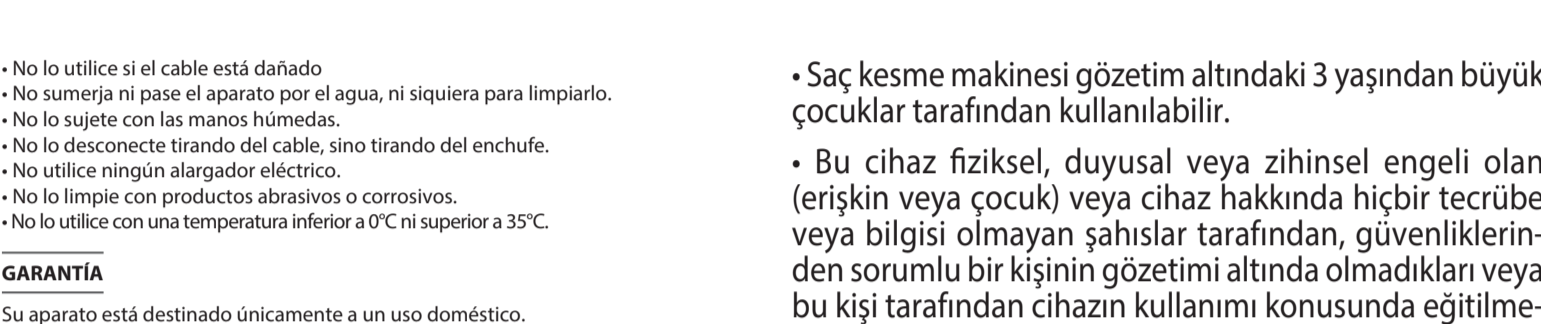 • No lo utilice si el cable está dañado
• No sumerja ni pase el aparato por el agua, ni siquiera para limpiarlo.
• No lo sujete con las manos húmedas.
• No lo desconecte tirando del cable, sino tirando del enchufe.
• No utilice ningún alargador eléctrico.
• No lo limpie con productos abrasivos o corrosivos.
• No lo utilice con una temperatura inferior a 0°C ni superior a 35°C.
GARANTÍA
Su aparato está destinado únicamente a un uso doméstico.
• Saç kesme makinesi gözetim altındaki 3 yaşından büyük
çocuklar tarafından kullanılabilir.
• Bu cihaz fiziksel, duyusal veya zihinsel engeli olan
(erişkin veya çocuk) veya cihaz hakkında hiçbir tecrübe
veya bilgisi olmayan şahıslar tarafından, güvenliklerin-
den sorumlu bir kişinin gözetimi altında olmadıkları veya
bu kişi tarafından cihazın kullanımı konusunda eğitilme-